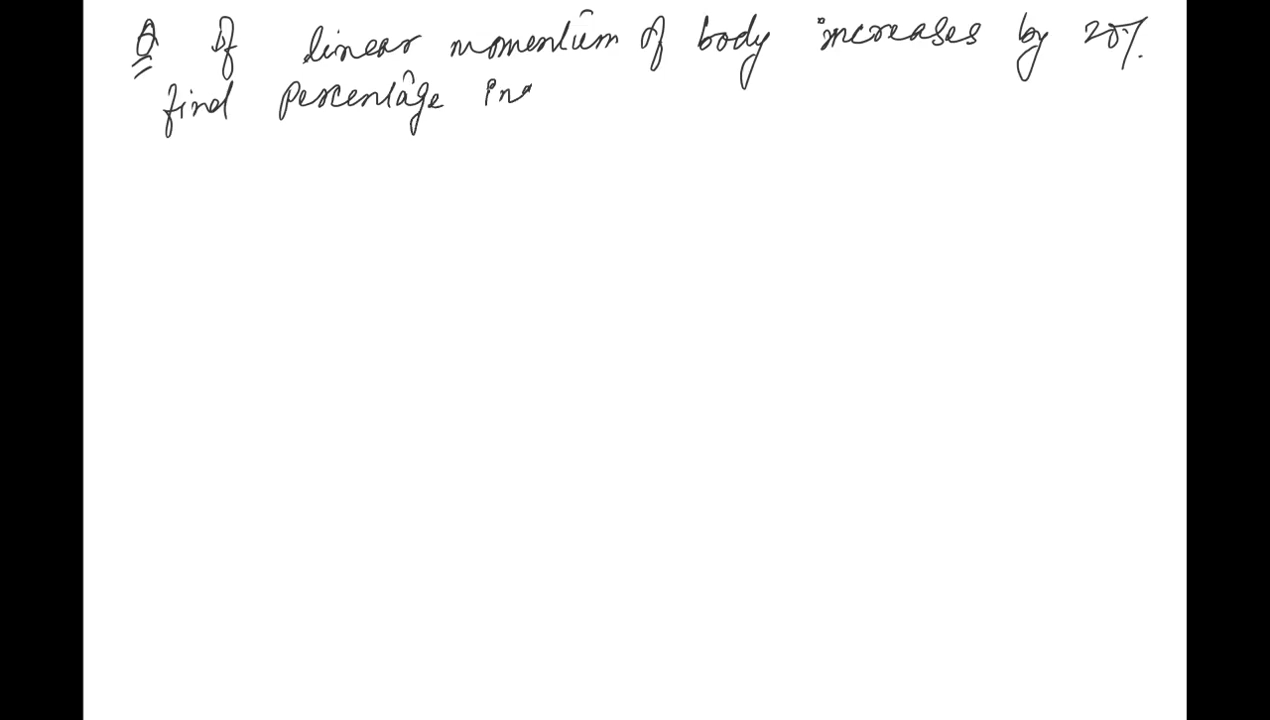 Q If linear momentum of body increases by 20%.
find percentage in